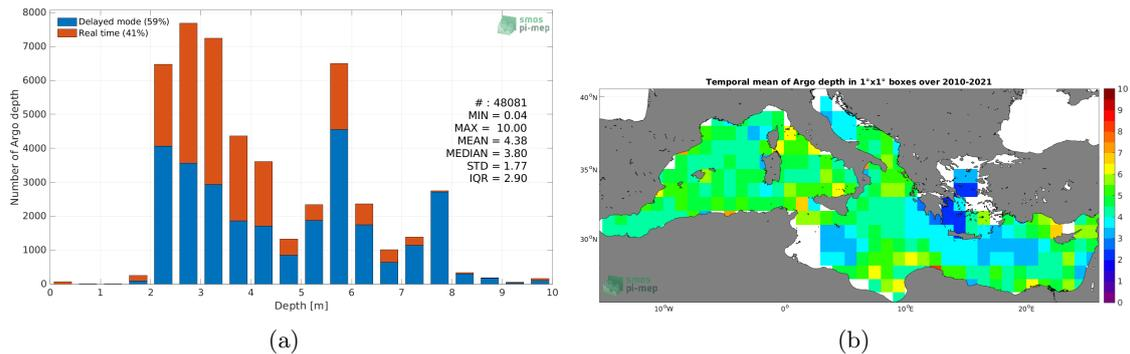 Delayed mode (59%)
Real time (41%)
smos
pi-mep
# : 48081
MIN = 0.04
MAX = 10.00
MEAN = 4.38
MEDIAN = 3.80
STD = 1.77
IQR = 2.90
Number of Argo depth
8000
7000
6000
5000
4000
3000
2000
1000
0
0 1 2 3 4 5 6 7 8 9 10
Depth [m]
(a)
Temporal mean of Argo depth in 1°x1° boxes over 2010-2021
40°N
35°N
30°N
10°W 0° 10°E 20°E
10
9
8
7
6
5
4
3
2
1
0
smos
pi-mep
(b)